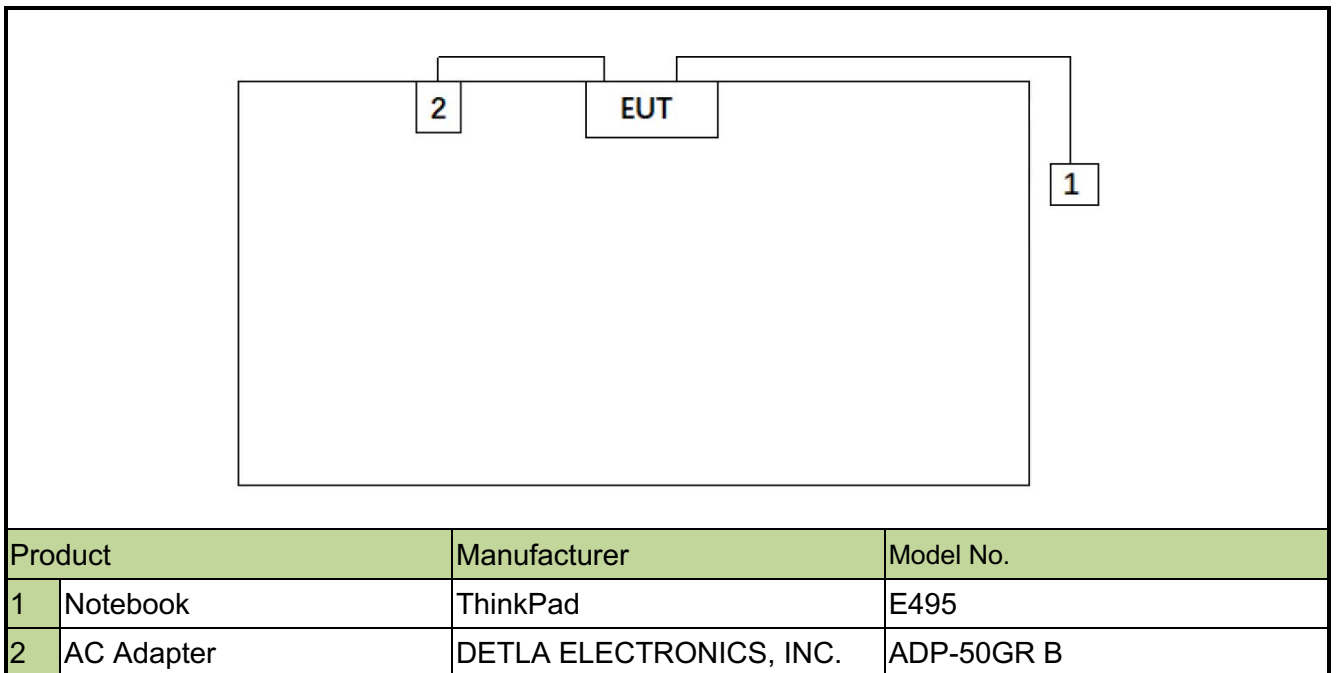 2 EUT
1
Product Manufacturer Model No.
1 Notebook ThinkPad E495
2 AC Adapter DETLA ELECTRONICS, INC. ADP-50GR B